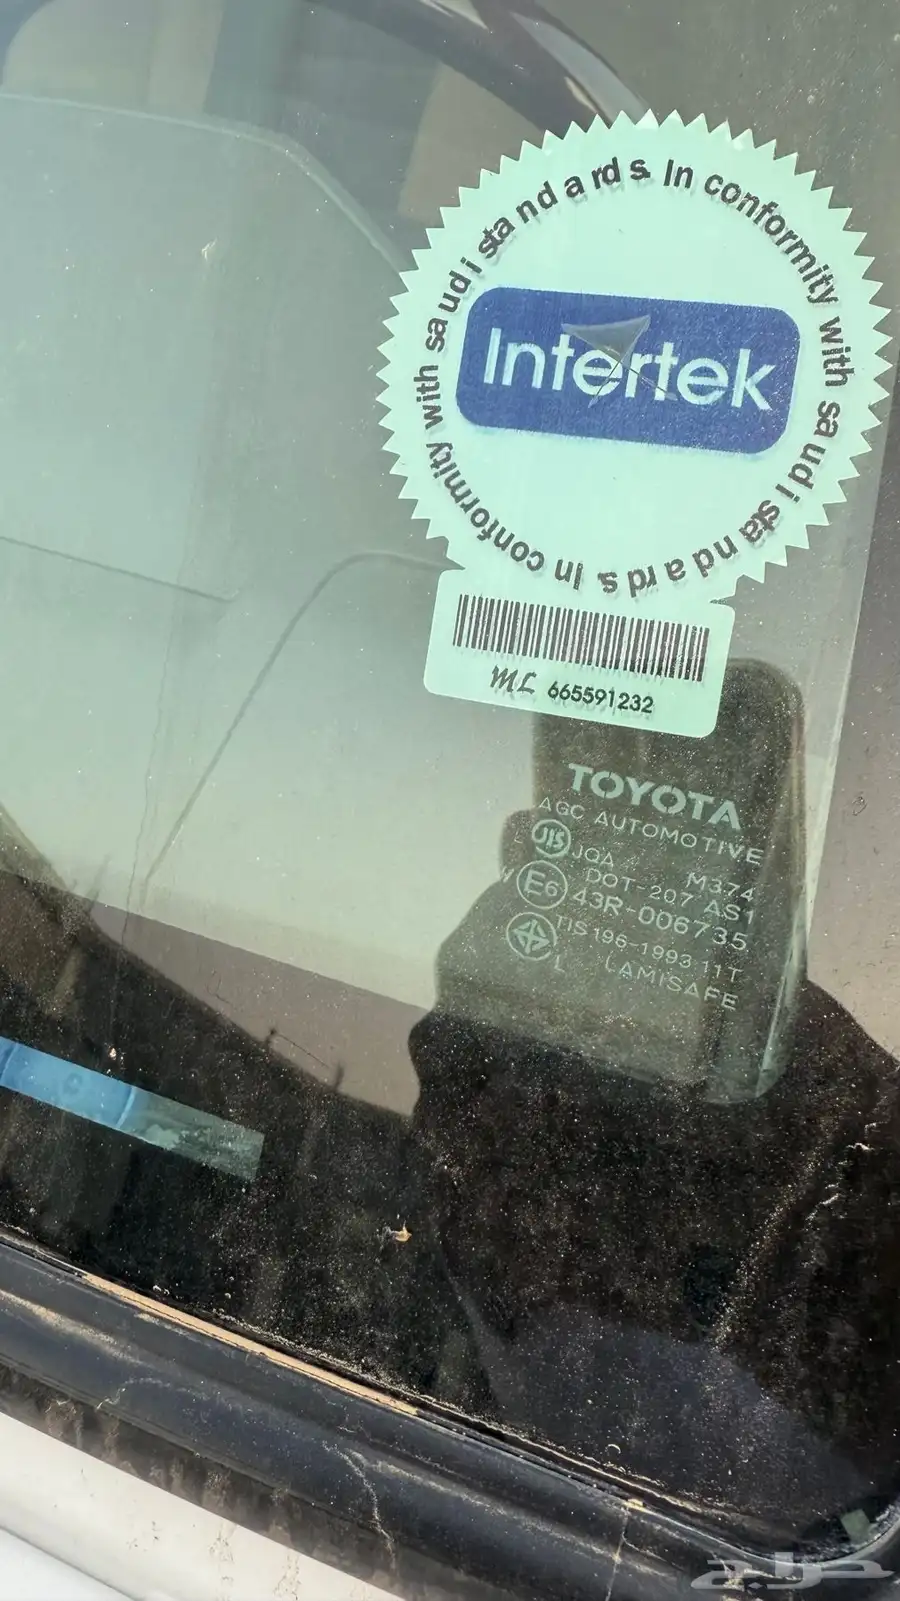 In conformity with saudi standards. In conformity with saudi standards.
Intertek
ML 665591232
TOYOTA
AGC AUTOMOTIVE
JIS JQA M374
DOT-207 AS1
E6 43R-006735
TIS 196-1993 11T
L LAMISAFE
حراج